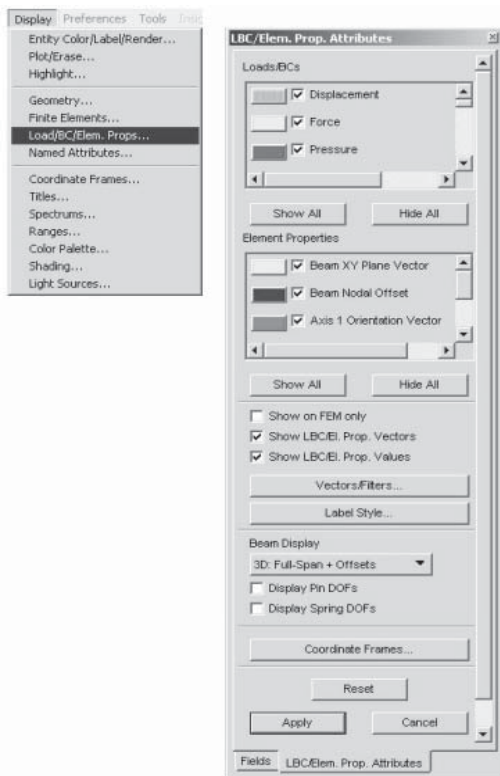 Display Preferences Tools
Entity Color/Label/Render...
Plot/Erase...
Highlight...
Geometry...
Finite Elements...
Load/BC/Elem. Props...
Named Attributes...
Coordinate Frames...
Titles...
Spectrums...
Ranges...
Color Palette...
Shading...
Light Sources...
LBC/Elem. Prop. Attributes
Loads/BCs
Displacement
Force
Pressure
Show All Hide All
Element Properties
Beam XY Plane Vector
Beam Nodal Offset
Axis 1 Orientation Vector
Show All Hide All
Show on FEM only
Show LBC/El. Prop. Vectors
Show LBC/El. Prop. Values
Vectors/Filters...
Label Style...
Beam Display
3D: Full-Span + Offsets
Display Pin DOFs
Display Spring DOFs
Coordinate Frames...
Reset
Apply Cancel
Fields LBC/Elem. Prop. Attributes